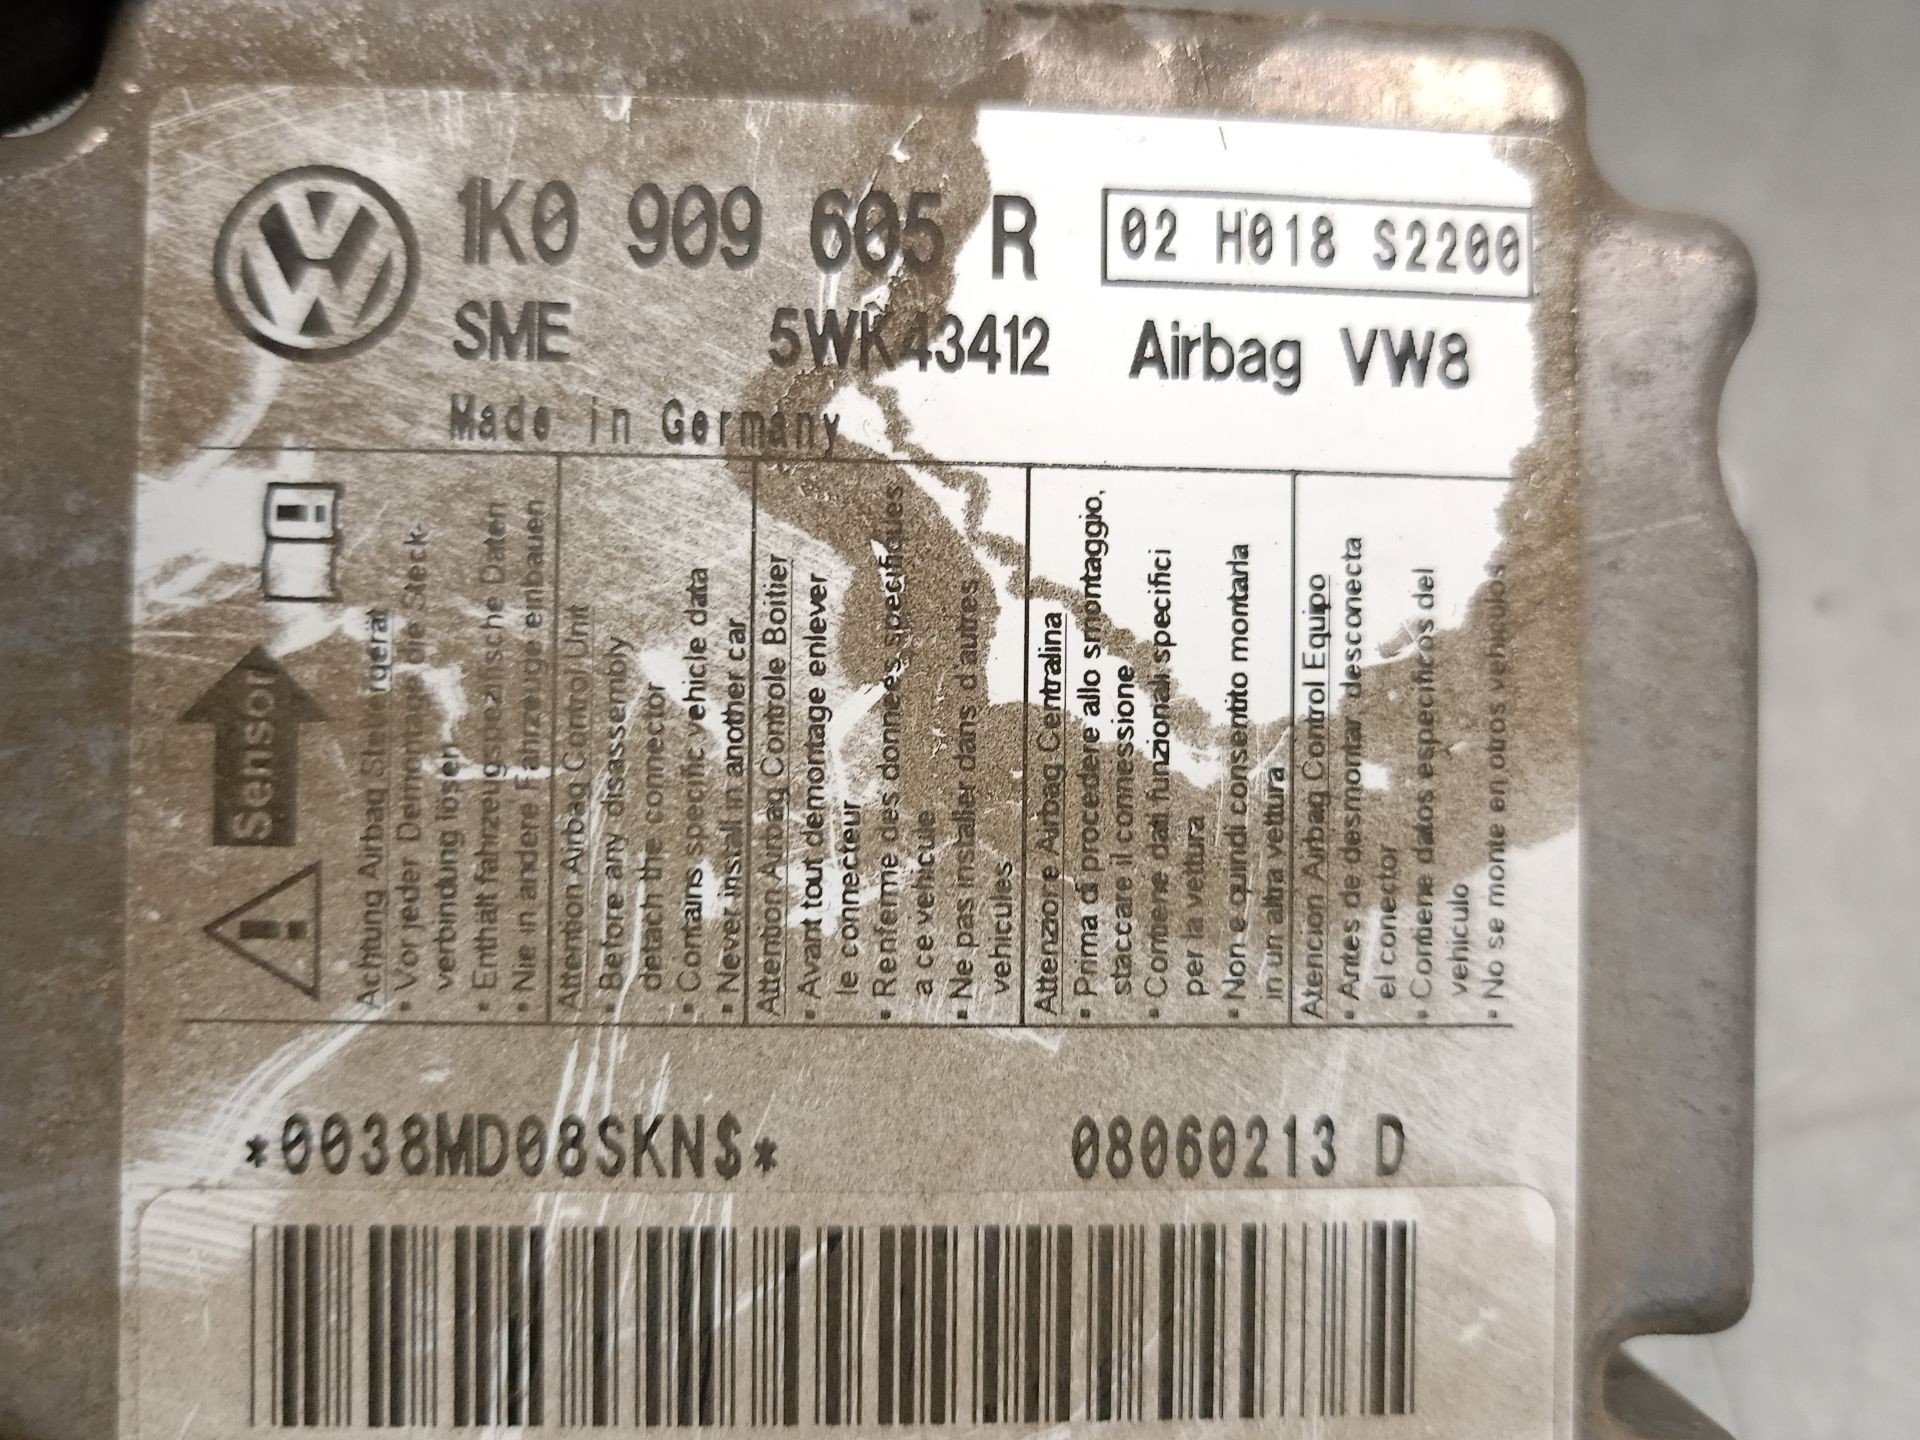 1K0 909 605 R 02 H018 S2200
SME 5WK43412 Airbag VW8
Made in Germany
Sensor
Achtung Airbag Steuergerät
• Vor jeder Demontage die Steck-
verbindung lösen
• Enthält fahrzeugspezifische Daten
• Nie in andere Fahrzeuge einbauen
Attention Airbag Control Unit
• Before any disassembly
detach the connector
• Contains specific vehicle data
• Never install in another car
Attention Airbag Controle Boitier
• Avant tout démontage enlever
le connecteur
• Renferme des données specifiques
a ce vehicule
• Ne pas installer dans d'autres
vehicules
Attenzione Airbag Centralina
• Prima di procedere allo smontaggio,
staccare il connessione
• Contiene dati funzionali specifici
per la vettura
• Non e quindi consentito montarla
in un altra vettura
Atencion Airbag Control Equipo
• Antes de desmontar desconecta
el conector
• Contiene datos especificos del
vehiculo
• No se monte en otros vehiculos
*0038MD08SKN$* 08060213 D